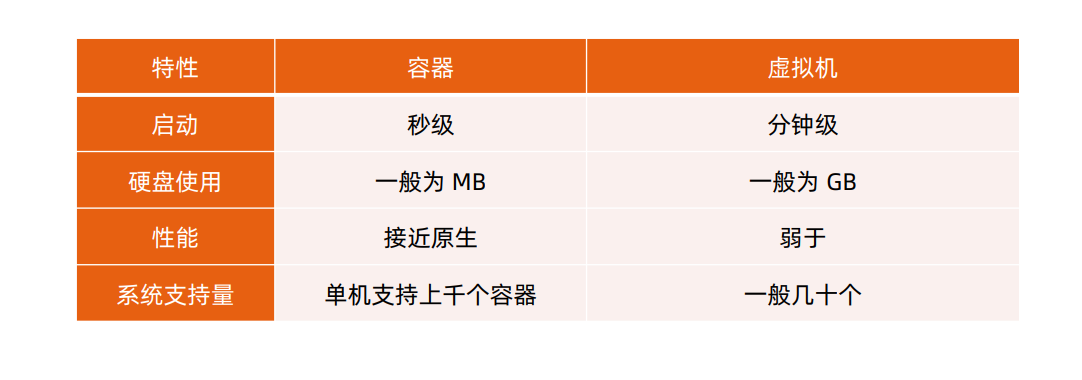 特性 容器 虚拟机
启动 秒级 分钟级
硬盘使用 一般为 MB 一般为 GB
性能 接近原生 弱于
系统支持量 单机支持上千个容器 一般几十个